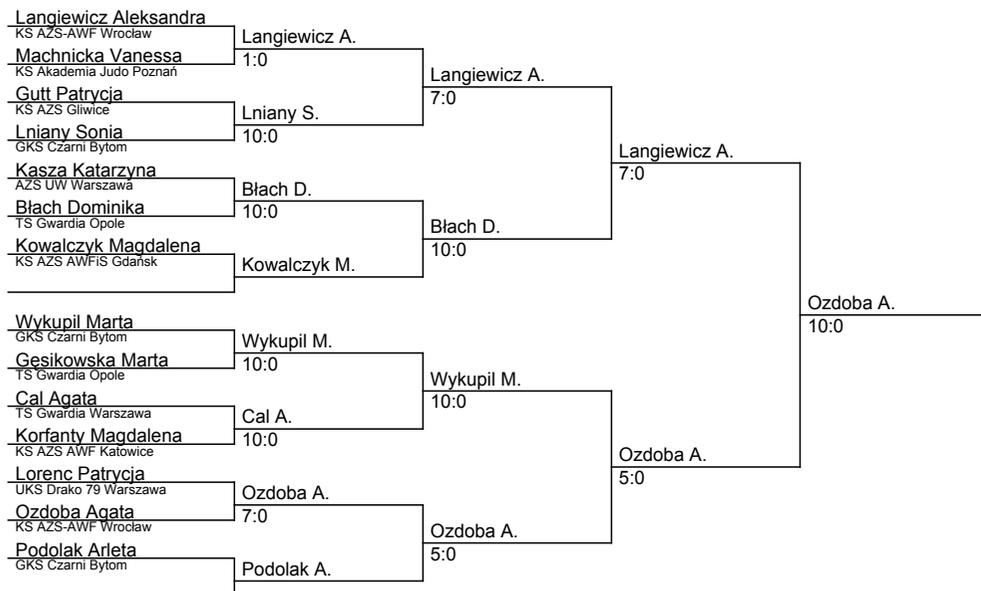 Langiewicz Aleksandra
KS AZS-AWF Wrocław
Machnicka Vanessa
KS Akademia Judo Poznań
Gutt Patrycja
KS AZS Gliwice
Lniany Sonia
GKS Czarni Bytom
Kasza Katarzyna
AZS UW Warszawa
Błach Dominika
TS Gwardia Opole
Kowalczyk Magdalena
KS AZS AWFiS Gdańsk
Wykupil Marta
GKS Czarni Bytom
Gęsikowska Marta
TS Gwardia Opole
Cal Agata
TS Gwardia Warszawa
Korfanty Magdalena
KS AZS AWF Katowice
Lorenc Patrycja
UKS Drako 79 Warszawa
Ozdoba Agata
KS AZS-AWF Wrocław
Podolak Arleta
GKS Czarni Bytom
Langiewicz A.
1:0
Lniany S.
10:0
Błach D.
10:0
Kowalczyk M.
Wykupil M.
10:0
Cal A.
10:0
Ozdoba A.
7:0
Podolak A.
Langiewicz A.
7:0
Błach D.
10:0
Wykupil M.
10:0
Ozdoba A.
5:0
Langiewicz A.
7:0
Ozdoba A.
5:0
Ozdoba A.
10:0